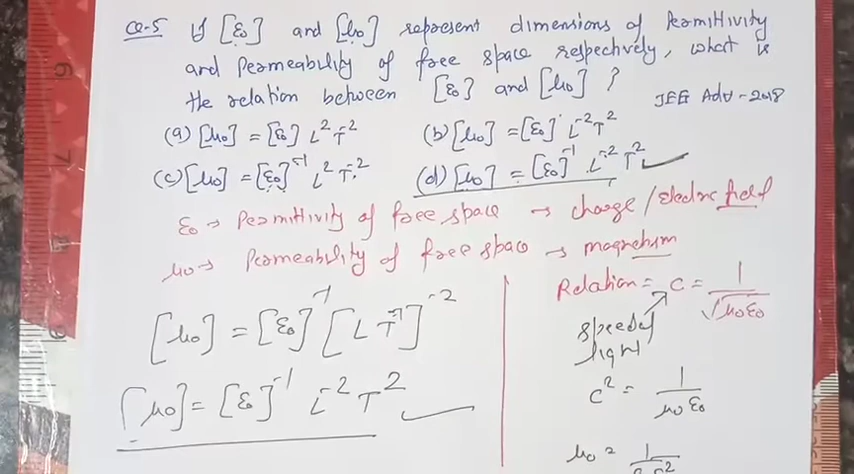 Q-5 If [ε₀] and [μ₀] represent dimensions of Permittivity
and Permeability of free space respectively, what is
the relation between [ε₀] and [μ₀] ?
JEE Adv - 2018
(a) [μ₀] = [ε₀] L² T⁻²
(b) [μ₀] = [ε₀] L⁻² T²
(c) [μ₀] = [ε₀]⁻¹ L² T⁻²
(d) [μ₀] = [ε₀]⁻¹ L⁻² T²
ε₀ → Permittivity of free space → charge / Electric field
μ₀ → Permeability of free space → magnetism
[μ₀] = [ε₀]⁻¹ [L T⁻¹]⁻²
[μ₀] = [ε₀]⁻¹ L⁻² T²
Relation = c = 1/√μ₀ε₀
speed of
light
c² = 1/μ₀ε₀
μ₀ =